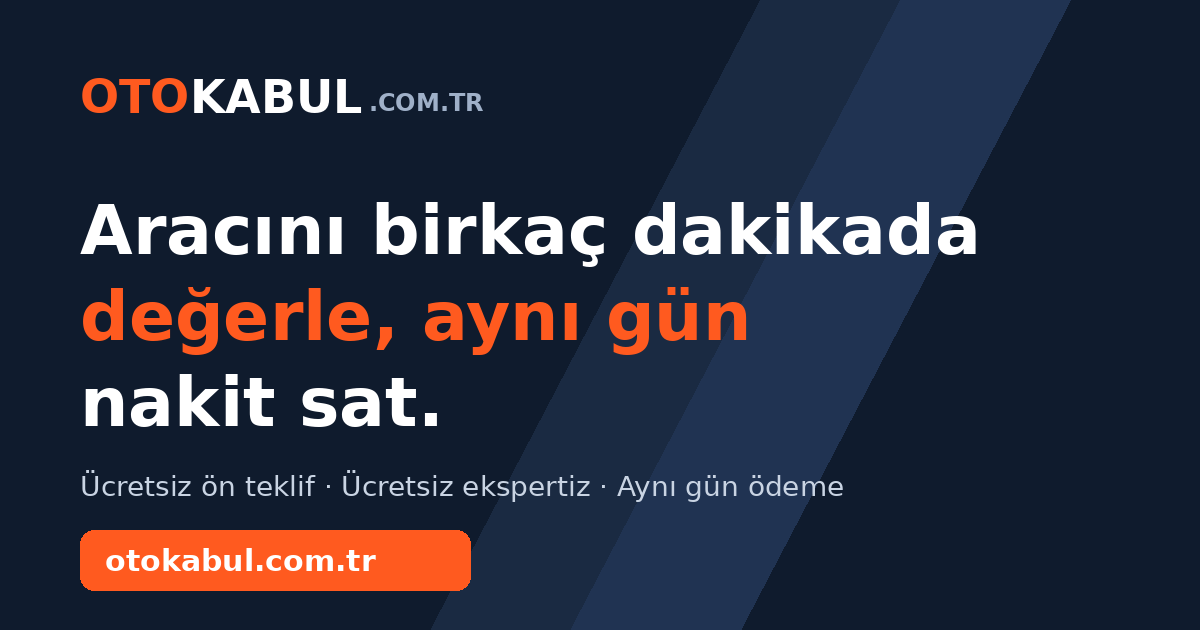 OTOKABUL.COM.TR
Aracını birkaç dakikada
değerle, aynı gün
nakit sat.
Ücretsiz ön teklif · Ücretsiz ekspertiz · Aynı gün ödeme
otokabul.com.tr